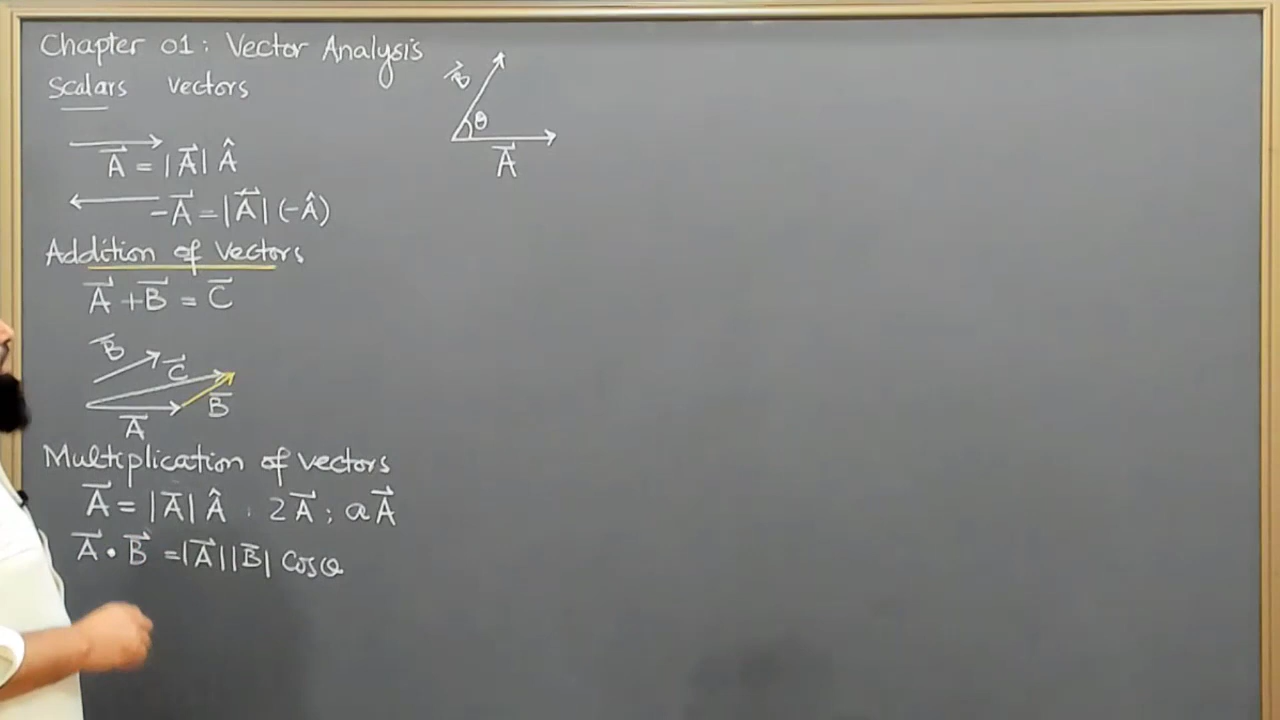 Chapter 01: Vector Analysis
Scalars vectors
A⃗ = |A⃗| Â
-A⃗ = |A⃗| (-Â)
Addition of vectors
A⃗ + B⃗ = C⃗
B⃗
C⃗
A⃗
B⃗
Multiplication of vectors
A⃗ = |A⃗| Â . 2A⃗ ; aA⃗
A⃗ • B⃗ = |A⃗||B⃗| Cosθ
B⃗
θ
A⃗